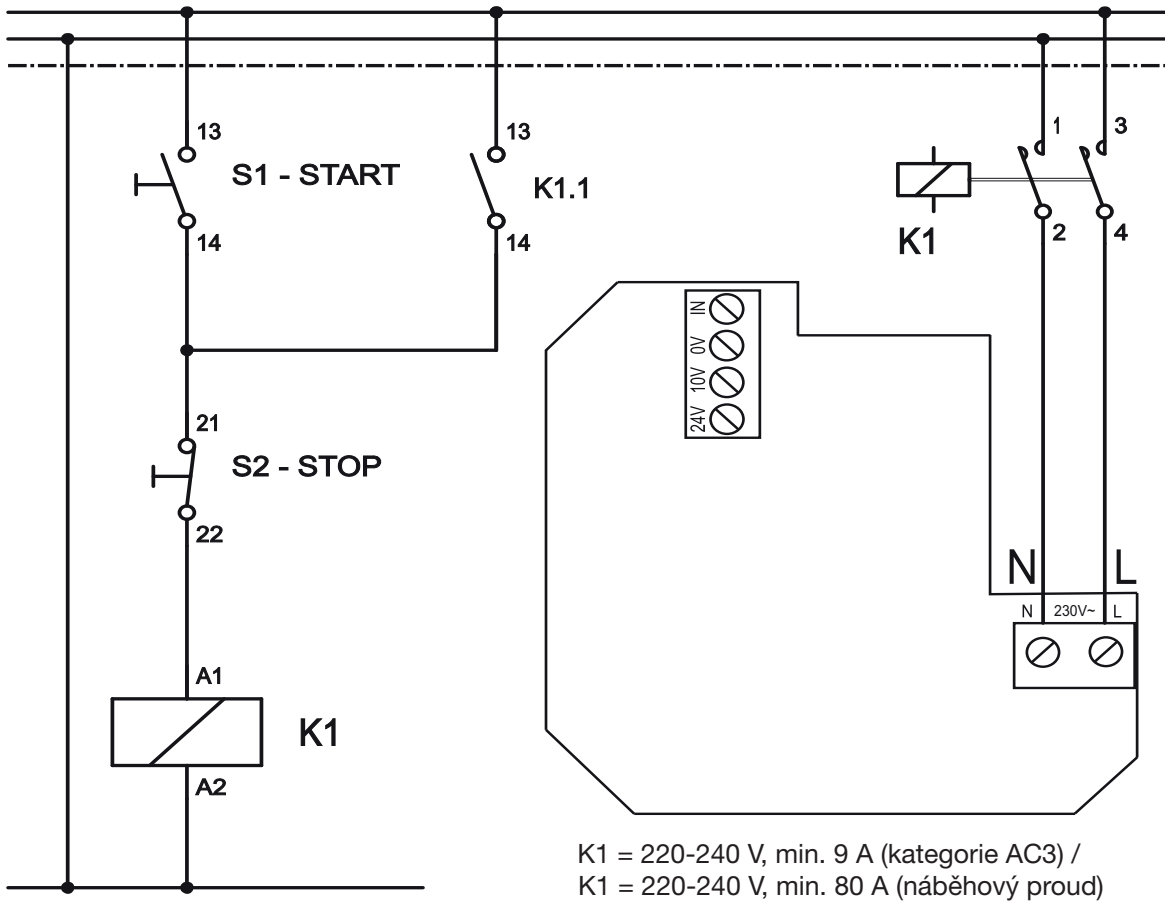 13
S1 - START
14
13
K1.1
14
1
3
K1
2
4
IN
0V
10V
24V
21
S2 - STOP
22
N
L
N 230V~ L
A1
K1
A2
K1 = 220-240 V, min. 9 A (kategorie AC3) /
K1 = 220-240 V, min. 80 A (náběhový proud)